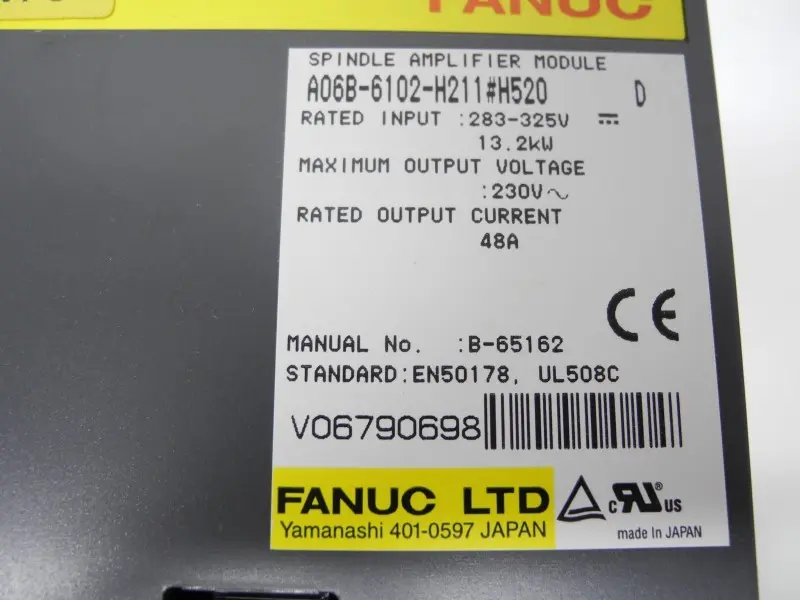 FANUC
SPINDLE AMPLIFIER MODULE
A06B-6102-H211#H520 D
RATED INPUT :283-325V ⎓
13.2kW
MAXIMUM OUTPUT VOLTAGE
:230V~
RATED OUTPUT CURRENT
48A
CE
MANUAL No. :B-65162
STANDARD:EN50178, UL508C
V06790698
FANUC LTD
Yamanashi 401-0597 JAPAN
c RU ® US
made In JAPAN